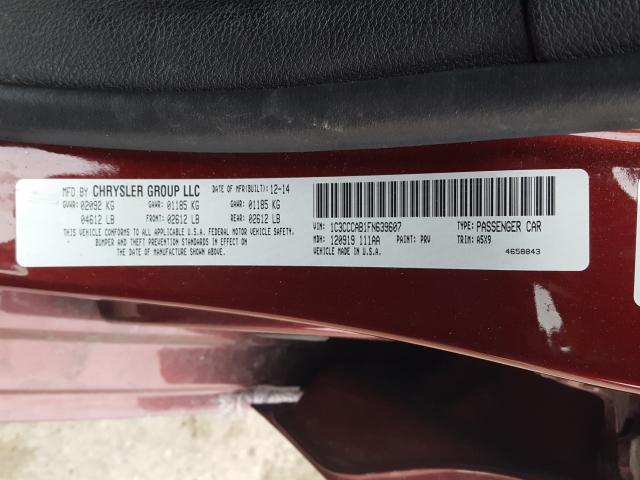 MFD BY CHRYSLER GROUP LLC DATE OF MFR(BUILT): 12-14
GVWR: 02092 KG GAWR: 01185 KG GAWR: 01185 KG
04612 LB FRONT: 02612 LB REAR: 02612 LB
THIS VEHICLE CONFORMS TO ALL APPLICABLE U.S.A. FEDERAL MOTOR VEHICLE SAFETY,
BUMPER AND THEFT PREVENTION STANDARDS IN EFFECT ON
THE DATE OF MANUFACTURE SHOWN ABOVE.
VIN: 1C3CCCAB1FN639607 TYPE: PASSENGER CAR
MDH: 120919 111AA PAINT: PRV TRIM: A5X9
VEHICLE MADE IN U.S.A. 4658843